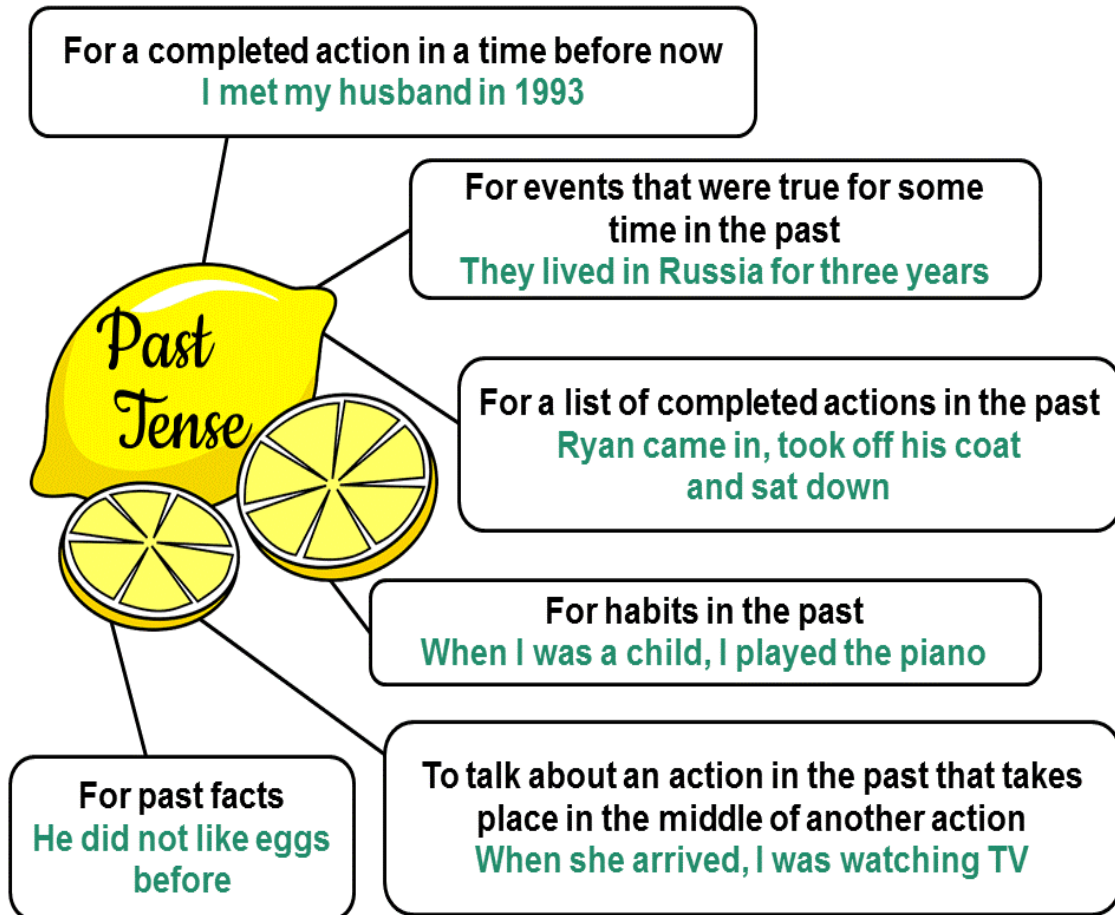 For a completed action in a time before now
I met my husband in 1993
For events that were true for some
time in the past
They lived in Russia for three years
Past
Tense
For a list of completed actions in the past
Ryan came in, took off his coat
and sat down
For habits in the past
When I was a child, I played the piano
For past facts
He did not like eggs
before
To talk about an action in the past that takes
place in the middle of another action
When she arrived, I was watching TV